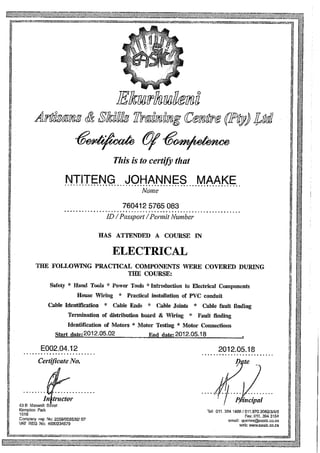 EASTC
Ekurhuleni
Artisans & Skills Training Centre (Pty) Ltd
Certificate Of Competence
This is to certify that
NTITENG JOHANNES MAAKE
Name
760412 5765 083
ID / Passport / Permit Number
HAS ATTENDED A COURSE IN
ELECTRICAL
THE FOLLOWING PRACTICAL COMPONENTS WERE COVERED DURING
THE COURSE:
Safety * Hand Tools * Power Tools * Introduction to Electrical Components
House Wiring * Practical installation of PVC conduit
Cable Identification * Cable Ends * Cable Joints * Cable fault finding
Termination of distribution board & Wiring * Fault finding
Identification of Motors * Motor Testing * Motor Connections
Start date: 2012.05.02 End date: 2012.05.18
E002.04.12 2012.05.18
Certificate No. Date
Instructor Principal
Kempton Park